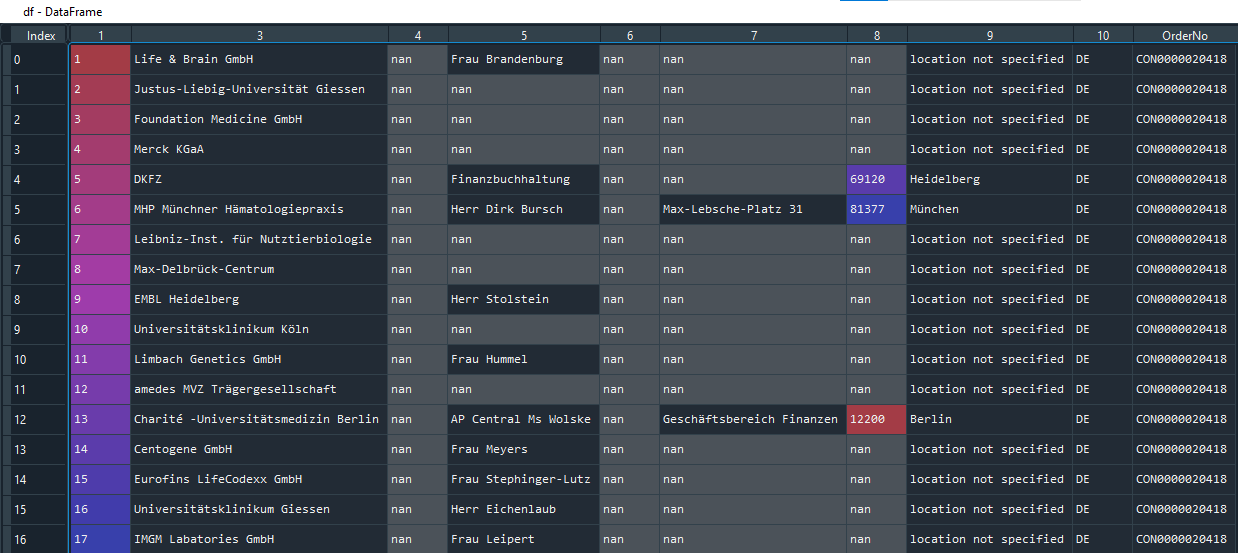 df - DataFrame
Index 1 3 4 5 6 7 8 9 10 OrderNo
0 1 Life & Brain GmbH nan Frau Brandenburg nan nan nan location not specified DE CON0000020418
1 2 Justus-Liebig-Universität Giessen nan nan nan nan nan location not specified DE CON0000020418
2 3 Foundation Medicine GmbH nan nan nan nan nan location not specified DE CON0000020418
3 4 Merck KGaA nan nan nan nan nan location not specified DE CON0000020418
4 5 DKFZ nan Finanzbuchhaltung nan nan 69120 Heidelberg DE CON0000020418
5 6 MHP Münchner Hämatologiepraxis nan Herr Dirk Bursch nan Max-Lebsche-Platz 31 81377 München DE CON0000020418
6 7 Leibniz-Inst. für Nutztierbiologie nan nan nan nan nan location not specified DE CON0000020418
7 8 Max-Delbrück-Centrum nan nan nan nan nan location not specified DE CON0000020418
8 9 EMBL Heidelberg nan Herr Stolstein nan nan nan location not specified DE CON0000020418
9 10 Universitätsklinikum Köln nan nan nan nan nan location not specified DE CON0000020418
10 11 Limbach Genetics GmbH nan Frau Hummel nan nan nan location not specified DE CON0000020418
11 12 amedes MVZ Trägergesellschaft nan nan nan nan nan location not specified DE CON0000020418
12 13 Charité -Universitätsmedizin Berlin nan AP Central Ms Wolske nan Geschäftsbereich Finanzen 12200 Berlin DE CON0000020418
13 14 Centogene GmbH nan Frau Meyers nan nan nan location not specified DE CON0000020418
14 15 Eurofins LifeCodexx GmbH nan Frau Stephinger-Lutz nan nan nan location not specified DE CON0000020418
15 16 Universitätsklinikum Giessen nan Herr Eichenlaub nan nan nan location not specified DE CON0000020418
16 17 IMGM Labatories GmbH nan Frau Leipert nan nan nan location not specified DE CON0000020418